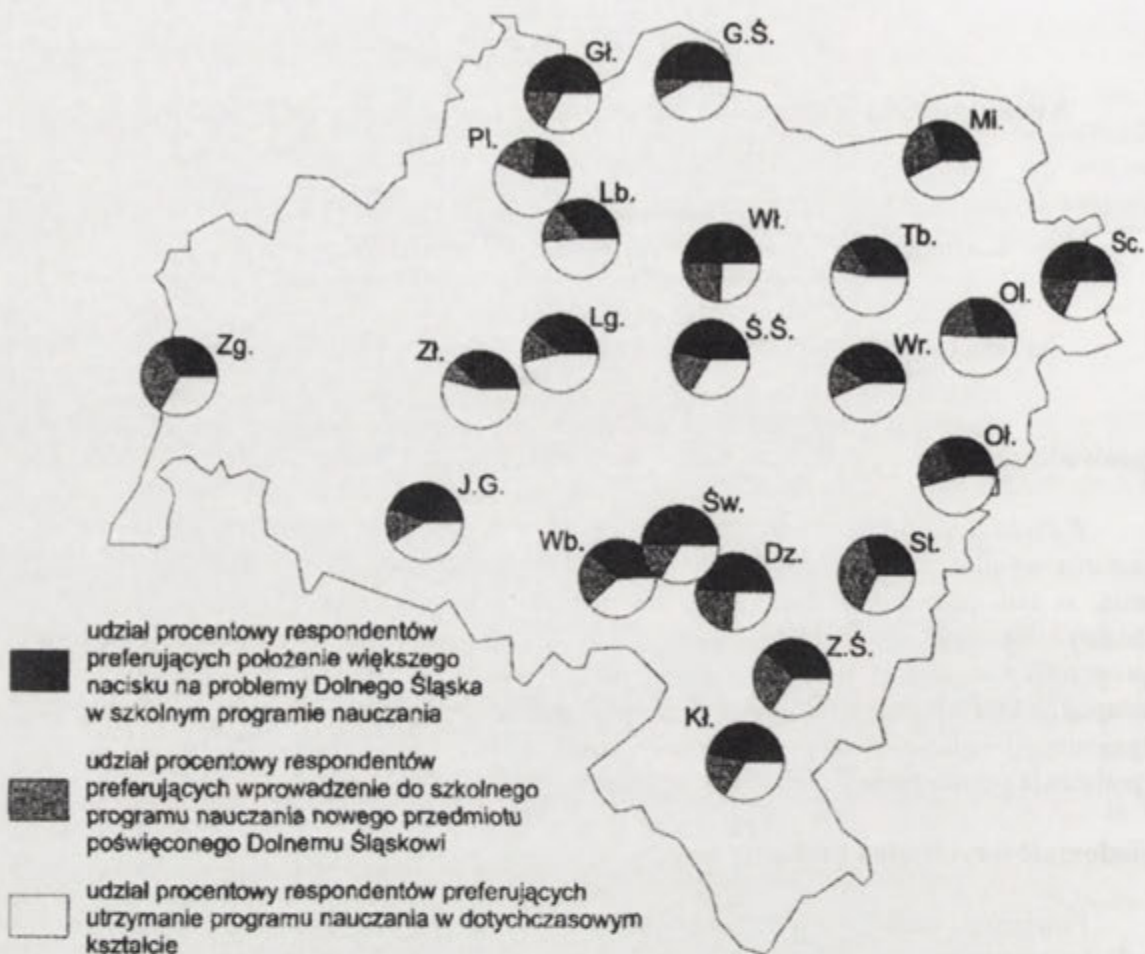 G.Ś.
Gł.
Mi.
Pl.
Lb.
Wł.
Tb.
Sc.
Ol.
Lg.
Ś.Ś.
Zg.
Zł.
Wr.
Oł.
J.G.
Św.
Wb.
Dz.
St.
Z.Ś.
Kł.
udział procentowy respondentów
preferujących położenie większego
nacisku na problemy Dolnego Śląska
w szkolnym programie nauczania
udział procentowy respondentów
preferujących wprowadzenie do szkolnego
programu nauczania nowego przedmiotu
poświęconego Dolnemu Śląskowi
udział procentowy respondentów preferujących
utrzymanie programu nauczania w dotychczasowym
kształcie